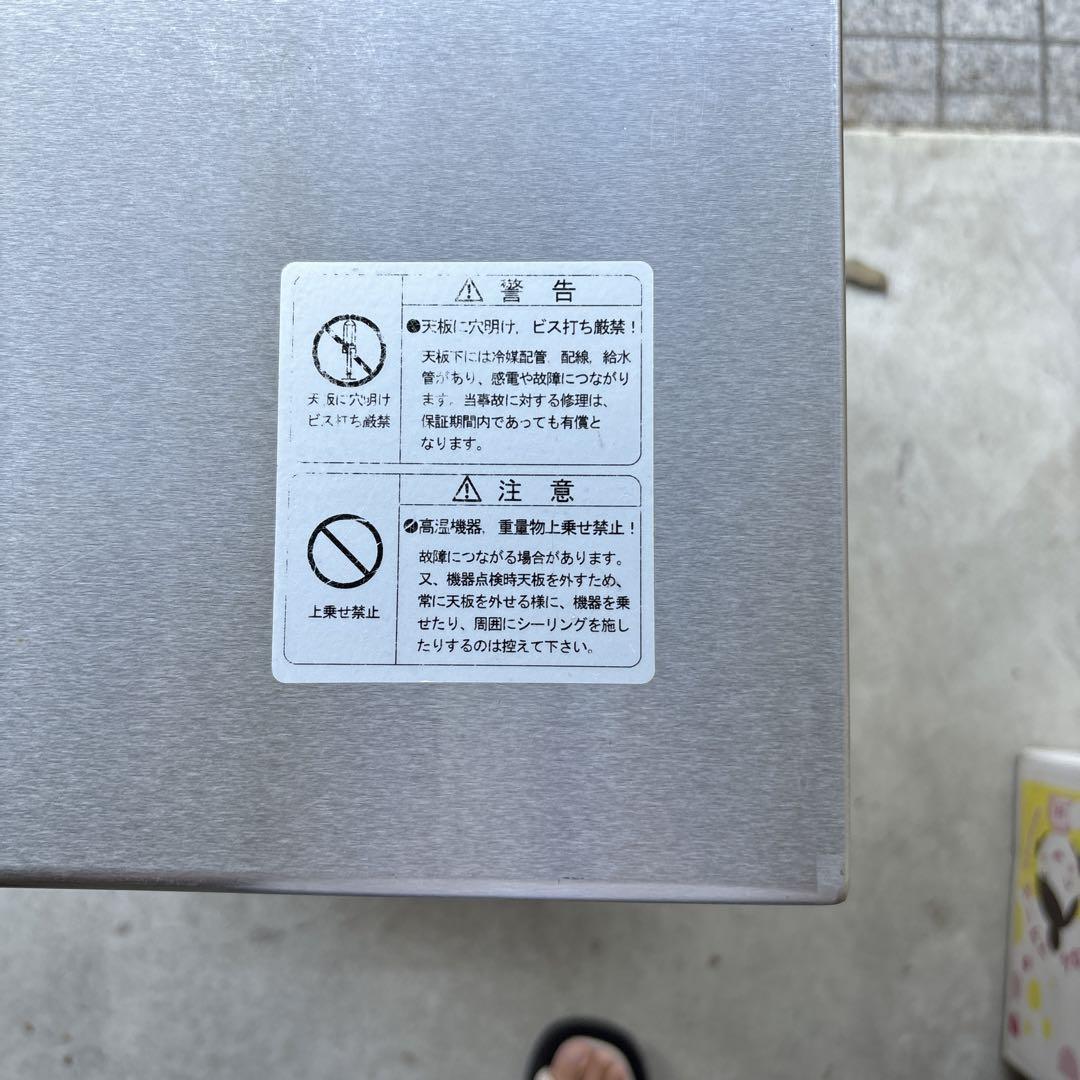 警告
天板に穴明け
ビス打ち厳禁
●天板に穴明け，ビス打ち厳禁！
天板下には冷媒配管，配線，給水
管があり、感電や故障につながり
ます。当事故に対する修理は、
保証期間内であっても有償と
なります。
注意
上乗せ禁止
高温機器，重量物上乗せ禁止！
故障につながる場合があります。
又、機器点検時天板を外すため、
常に天板を外せる様に、機器を乗
せたり、周囲にシーリングを施し
たりするのは控えて下さい。